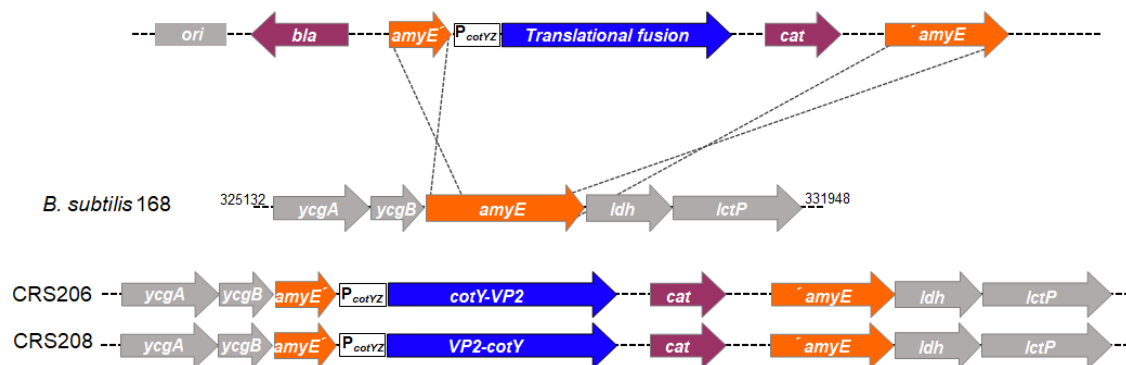 ori bla amyE´ PcotYZ Translational fusion cat ´amyE
B. subtilis 168 325132 ycgA ycgB amyE ldh lctP 331948
CRS206 ycgA ycgB amyE´ PcotYZ cotY-VP2 cat ´amyE ldh lctP
CRS208 ycgA ycgB amyE´ PcotYZ VP2-cotY cat ´amyE ldh lctP